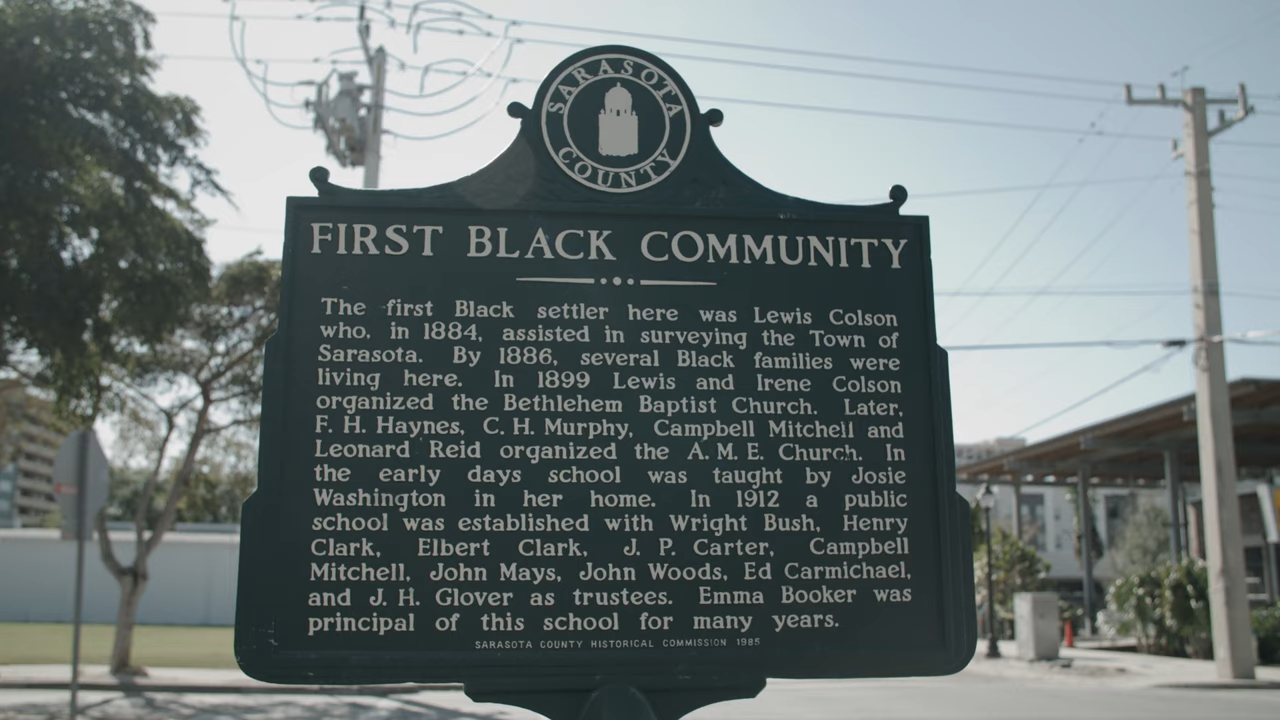 SARASOTA
COUNTY
FIRST BLACK COMMUNITY
The first Black settler here was Lewis Colson
who, in 1884, assisted in surveying the Town of
Sarasota. By 1886, several Black families were
living here. In 1899 Lewis and Irene Colson
organized the Bethlehem Baptist Church. Later,
F. H. Haynes, C. H. Murphy, Campbell Mitchell and
Leonard Reid organized the A. M. E. Church. In
the early days school was taught by Josie
Washington in her home. In 1912 a public
school was established with Wright Bush, Henry
Clark, Elbert Clark, J. P. Carter, Campbell
Mitchell, John Mays, John Woods, Ed Carmichael,
and J. H. Glover as trustees. Emma Booker was
principal of this school for many years.
SARASOTA COUNTY HISTORICAL COMMISSION 1985